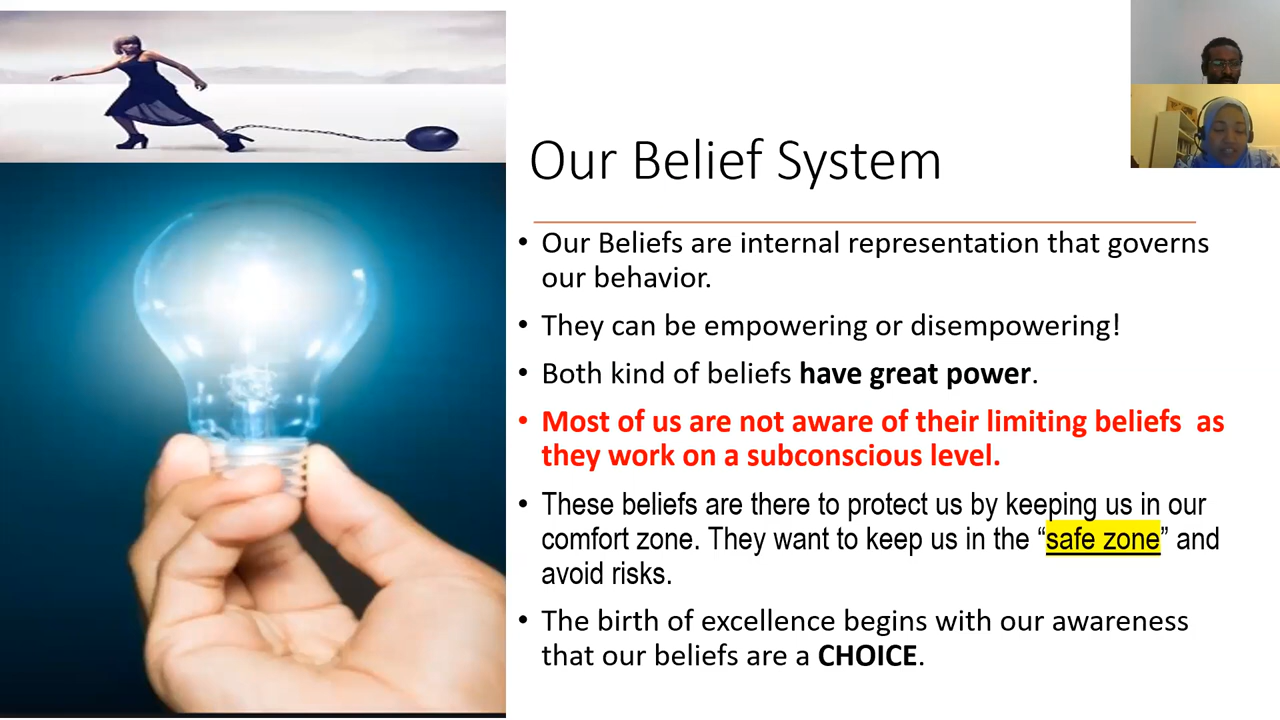 Our Belief System
• Our Beliefs are internal representation that governs
our behavior.
• They can be empowering or disempowering!
• Both kind of beliefs have great power.
• Most of us are not aware of their limiting beliefs  as
they work on a subconscious level.
• These beliefs are there to protect us by keeping us in our
comfort zone. They want to keep us in the “safe zone” and
avoid risks.
• The birth of excellence begins with our awareness
that our beliefs are a CHOICE.